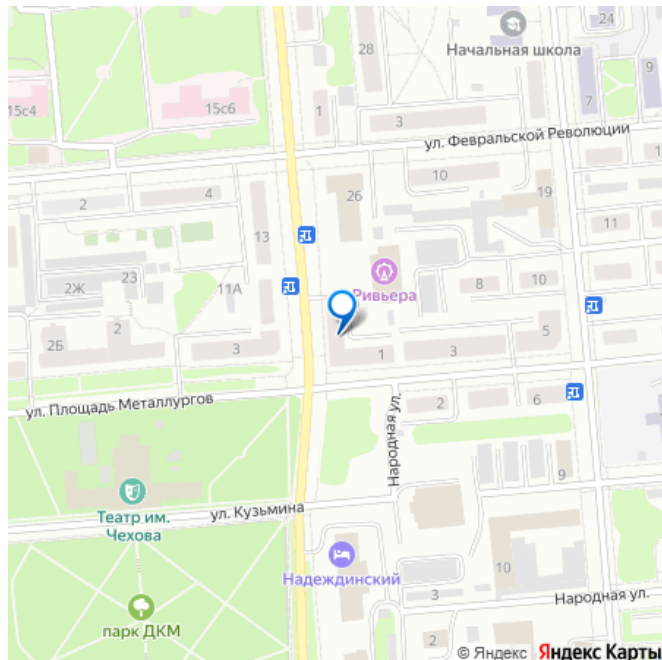 24
28
Начальная школа
9
15с4
15с6
1
3
7
ул. Февральской Революции
2
4
10
26
19
13
11
23
2Ж
11А
Ривьера
8
10
2Б
2
3
1
3
5
ул. Площадь Металлургов
Народная ул.
2
6
9
Театр им.
Чехова
ул. Кузьмина
Надеждинский
10
3
Народная ул.
парк ДКМ
2
© Яндекс Яндекс Карты